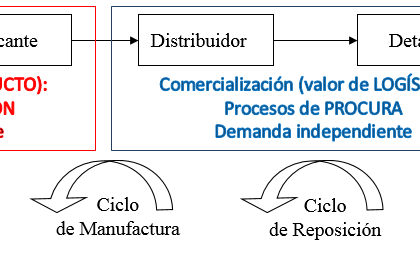 cante
Distribuidor
Deta
UCTO):
ÓN
e
Comercialización (valor de LOGÍS
Procesos de PROCURA
Demanda independiente
Ciclo
de Manufactura
Ciclo
de Reposición